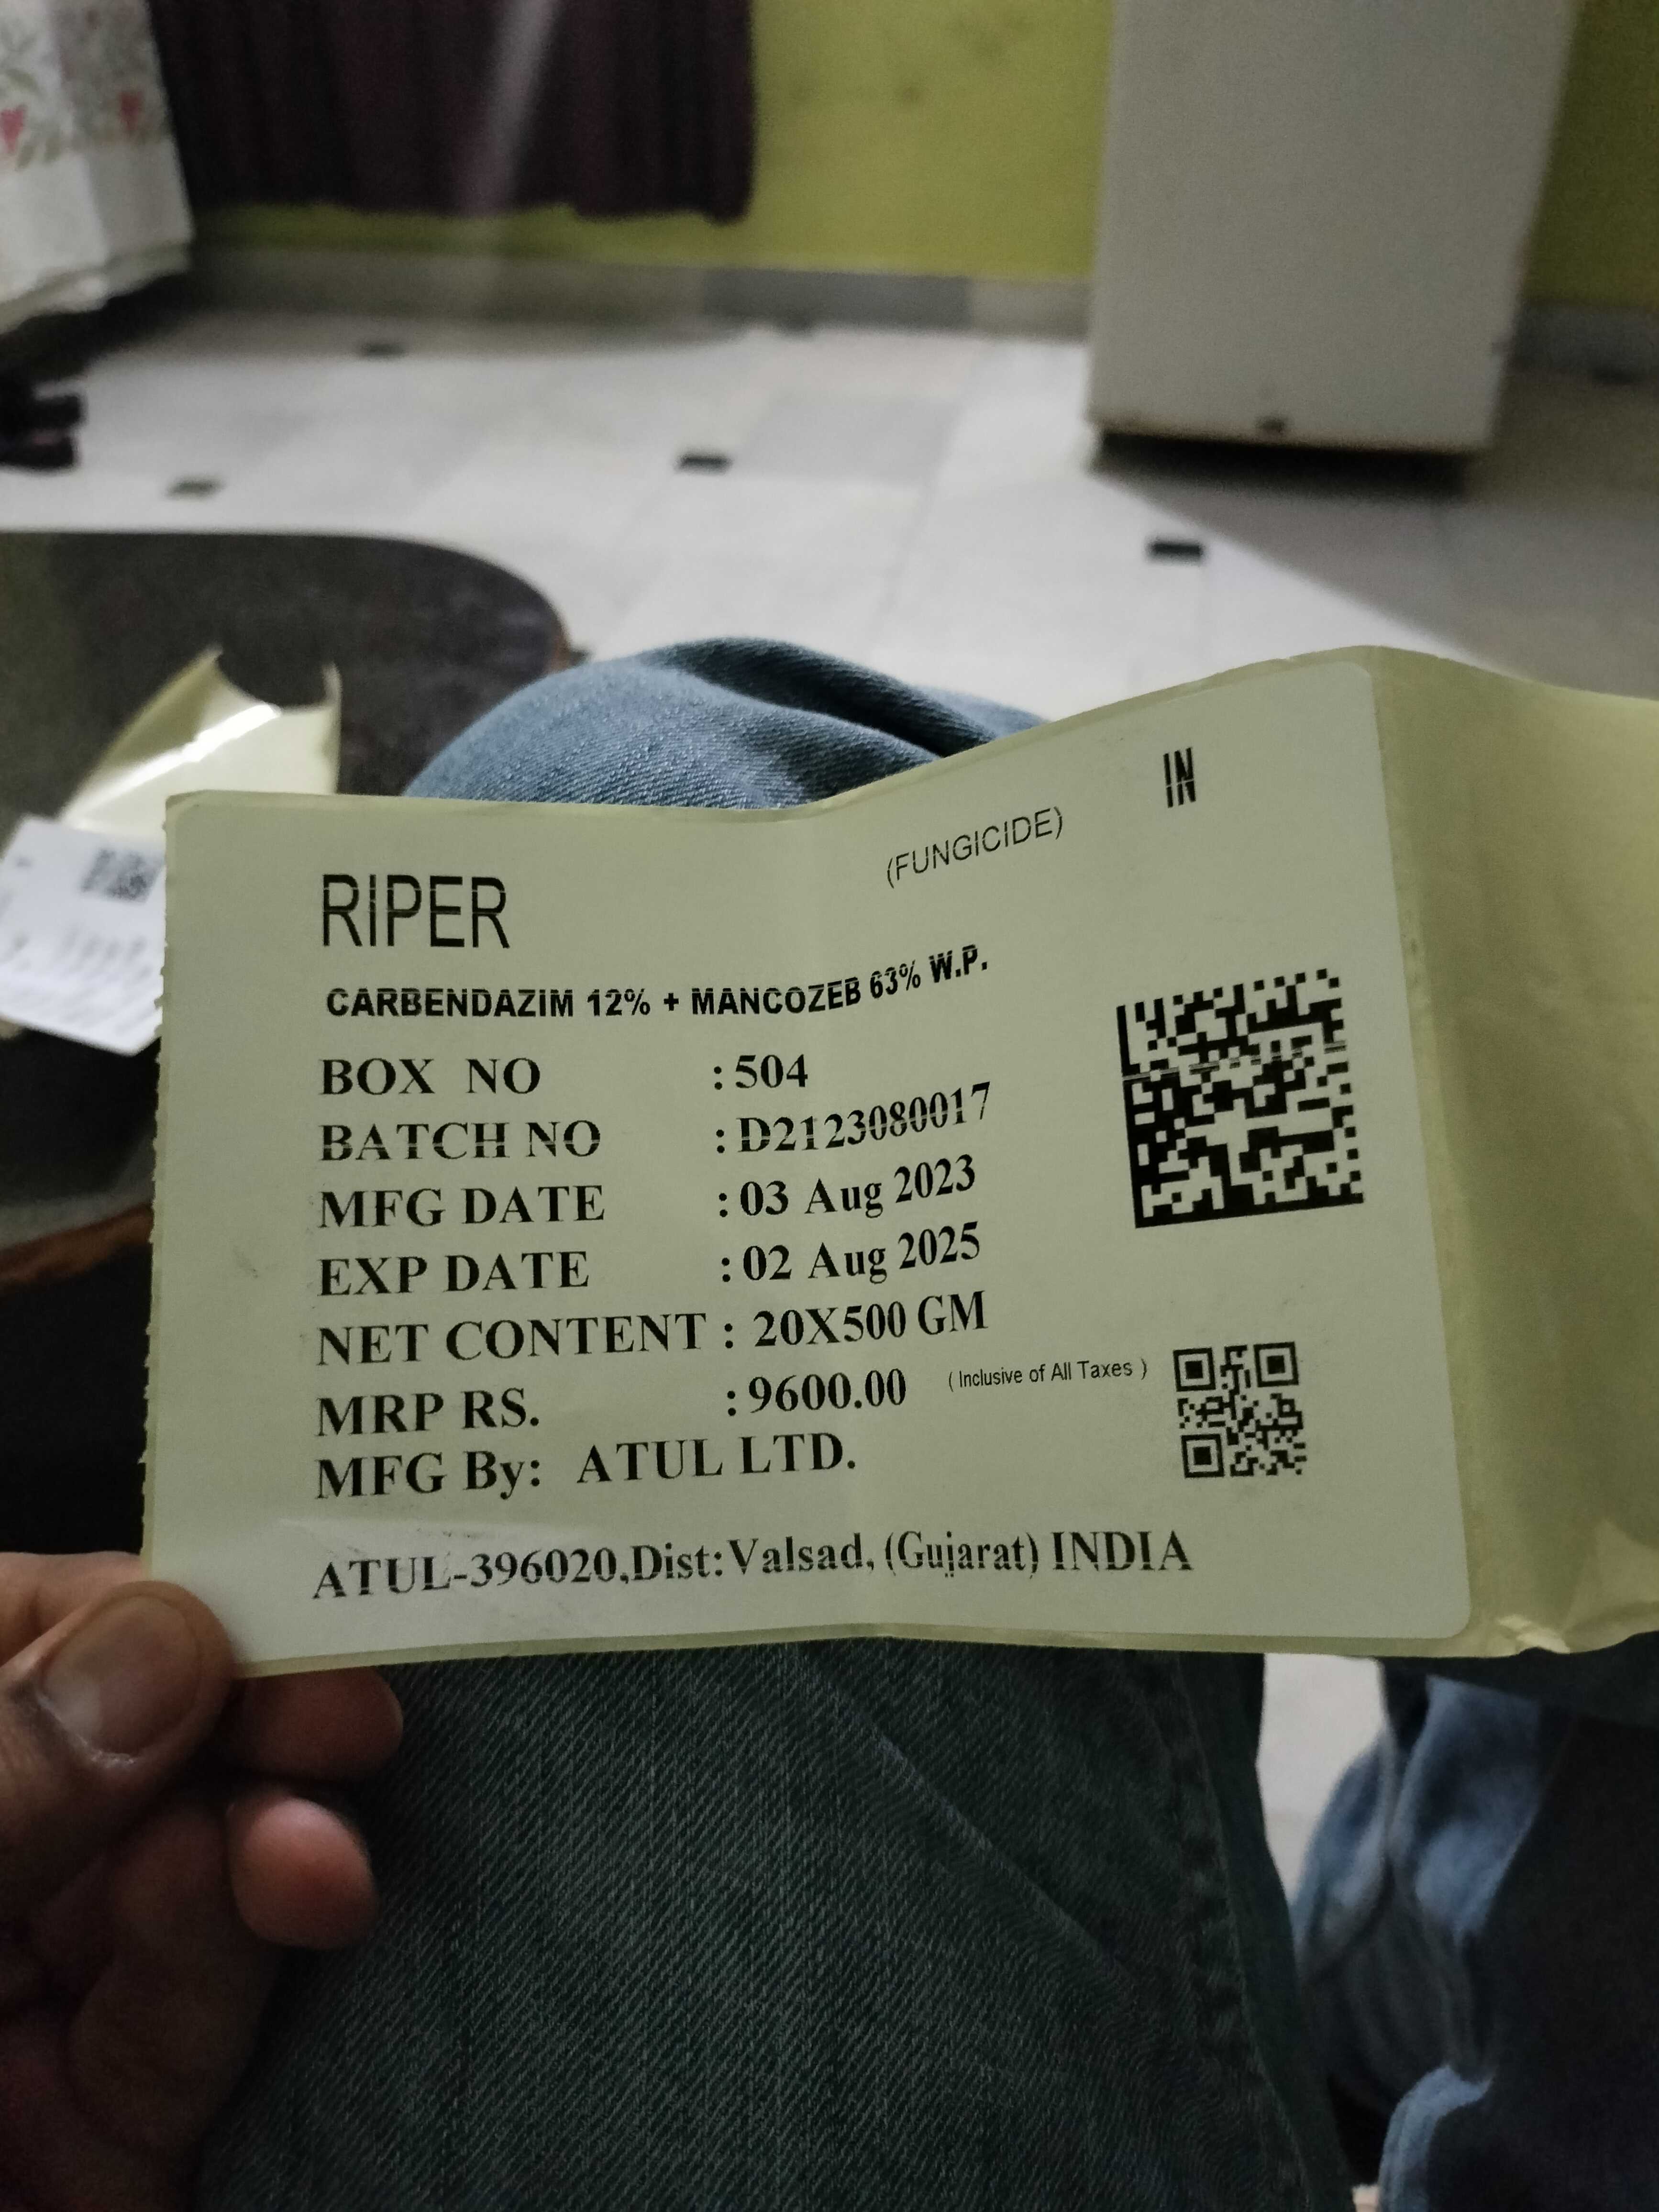 IN
RIPER (FUNGICIDE)
CARBENDAZIM 12% + MANCOZEB 63% W.P.
BOX NO : 504
BATCH NO : D2123080017
MFG DATE : 03 Aug 2023
EXP DATE : 02 Aug 2025
NET CONTENT : 20X500 GM
MRP RS. : 9600.00 ( Inclusive of All Taxes )
MFG By: ATUL LTD.
ATUL-396020,Dist:Valsad, (Gujarat) INDIA